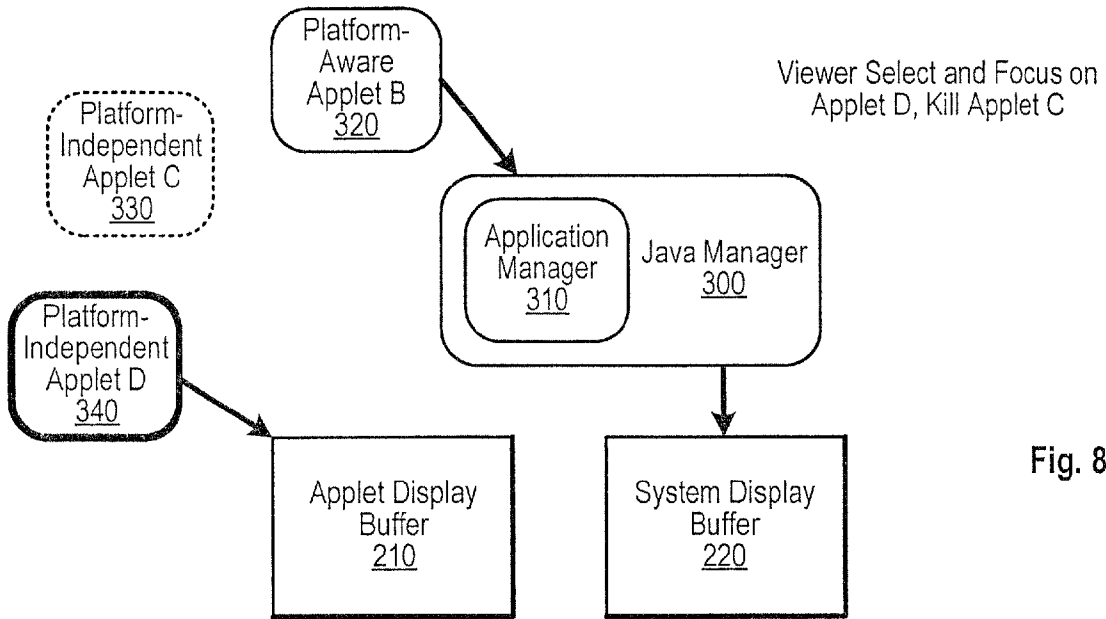 Platform-
Aware
Applet B
320
Viewer Select and Focus on
Applet D, Kill Applet C
Platform-
Independent
Applet C
330
Application
Manager
310
Java Manager
300
Platform-
Independent
Applet D
340
Applet Display
Buffer
210
System Display
Buffer
220
Fig. 8